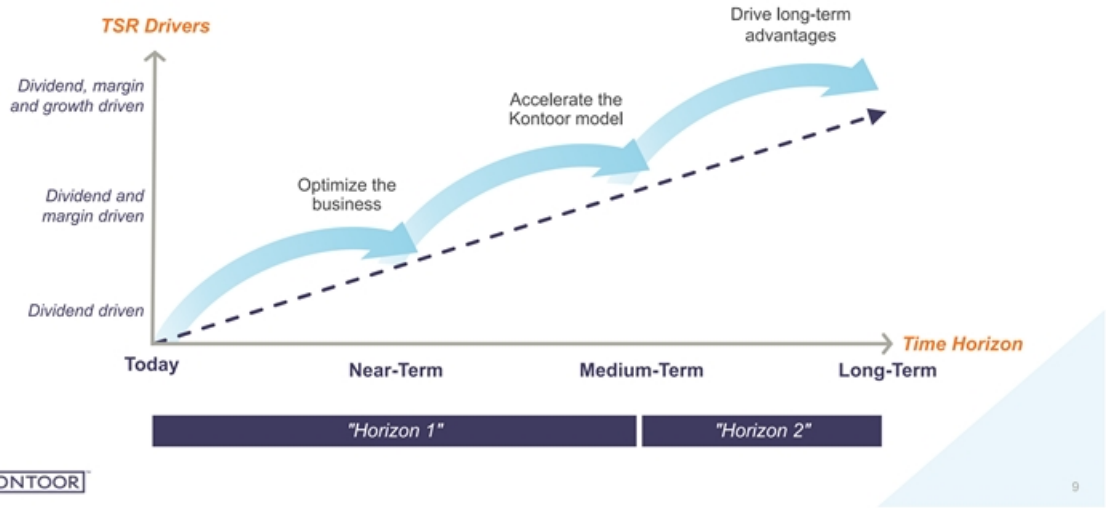 TSR Drivers
Drive long-term
advantages
Dividend, margin
and growth driven
Accelerate the
Kontoor model
Optimize the
business
Dividend and
margin driven
Dividend driven
Time Horizon
Today
Near-Term
Medium-Term
Long-Term
"Horizon 1"
"Horizon 2"
ONTOOR
9